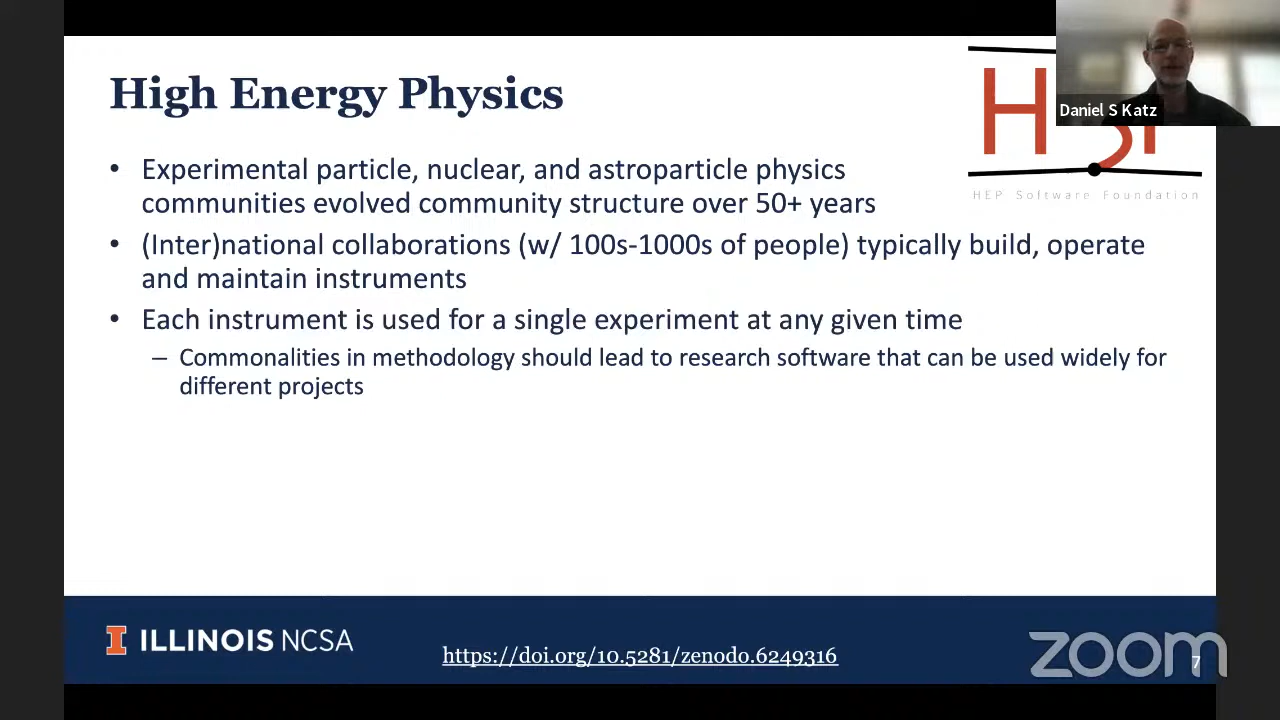 High Energy Physics
Daniel S Katz
HEP Software Foundation
• Experimental particle, nuclear, and astroparticle physics
communities evolved community structure over 50+ years
• (Inter)national collaborations (w/ 100s-1000s of people) typically build, operate
and maintain instruments
• Each instrument is used for a single experiment at any given time
– Commonalities in methodology should lead to research software that can be used widely for
different projects
I ILLINOIS NCSA
https://doi.org/10.5281/zenodo.6249316
zoom
7